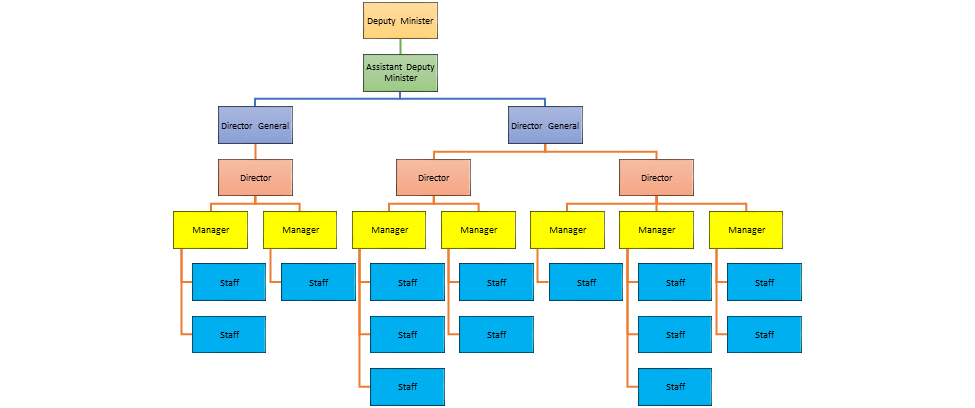 Deputy Minister
Assistant Deputy
Minister
Director General
Director General
Director
Director
Director
Manager
Manager
Manager
Manager
Manager
Manager
Manager
Staff
Staff
Staff
Staff
Staff
Staff
Staff
Staff
Staff
Staff
Staff
Staff
Staff
Staff